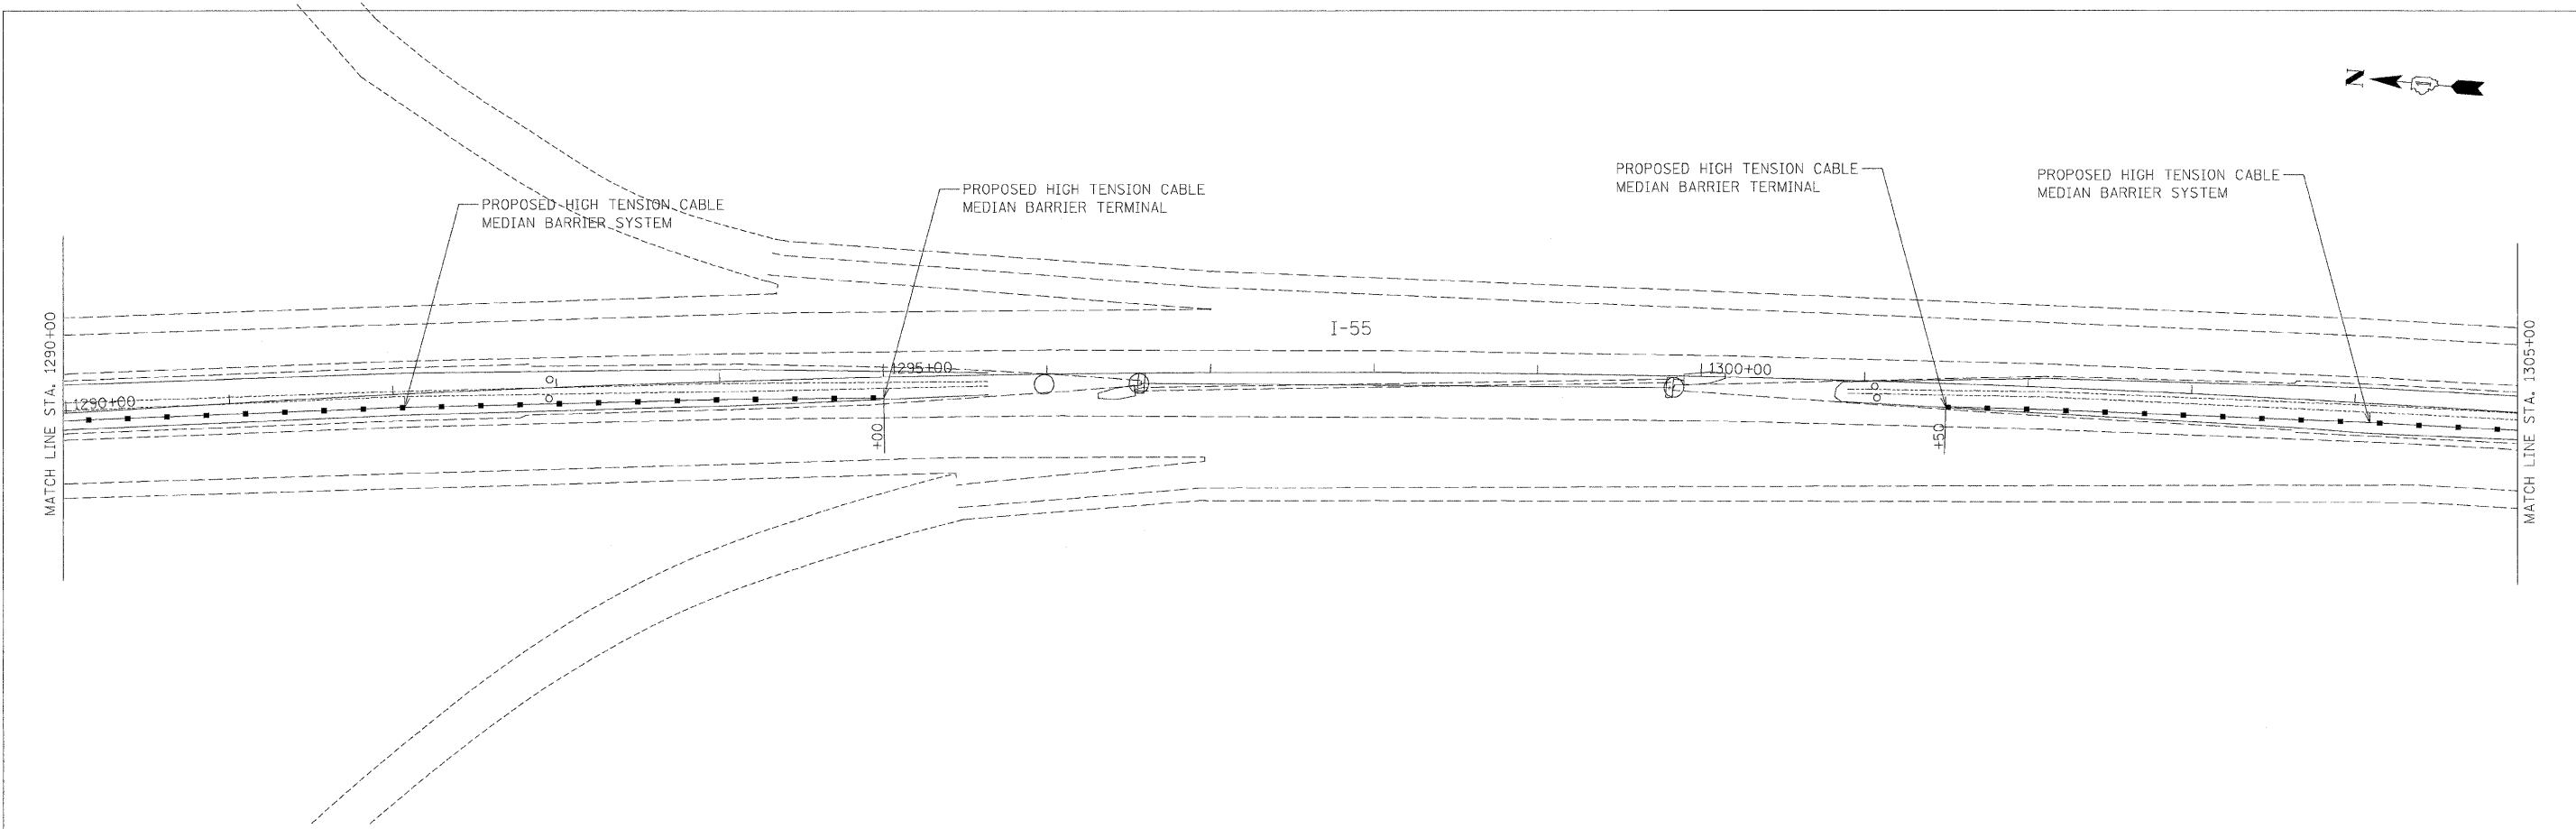 N
PROPOSED HIGH TENSION CABLE
MEDIAN BARRIER SYSTEM
PROPOSED HIGH TENSION CABLE
MEDIAN BARRIER TERMINAL
PROPOSED HIGH TENSION CABLE
MEDIAN BARRIER TERMINAL
PROPOSED HIGH TENSION CABLE
MEDIAN BARRIER SYSTEM
I-55
MATCH LINE STA. 1290+00
1290+00
1295+00
+00
1300+00
+50
MATCH LINE STA. 1305+00